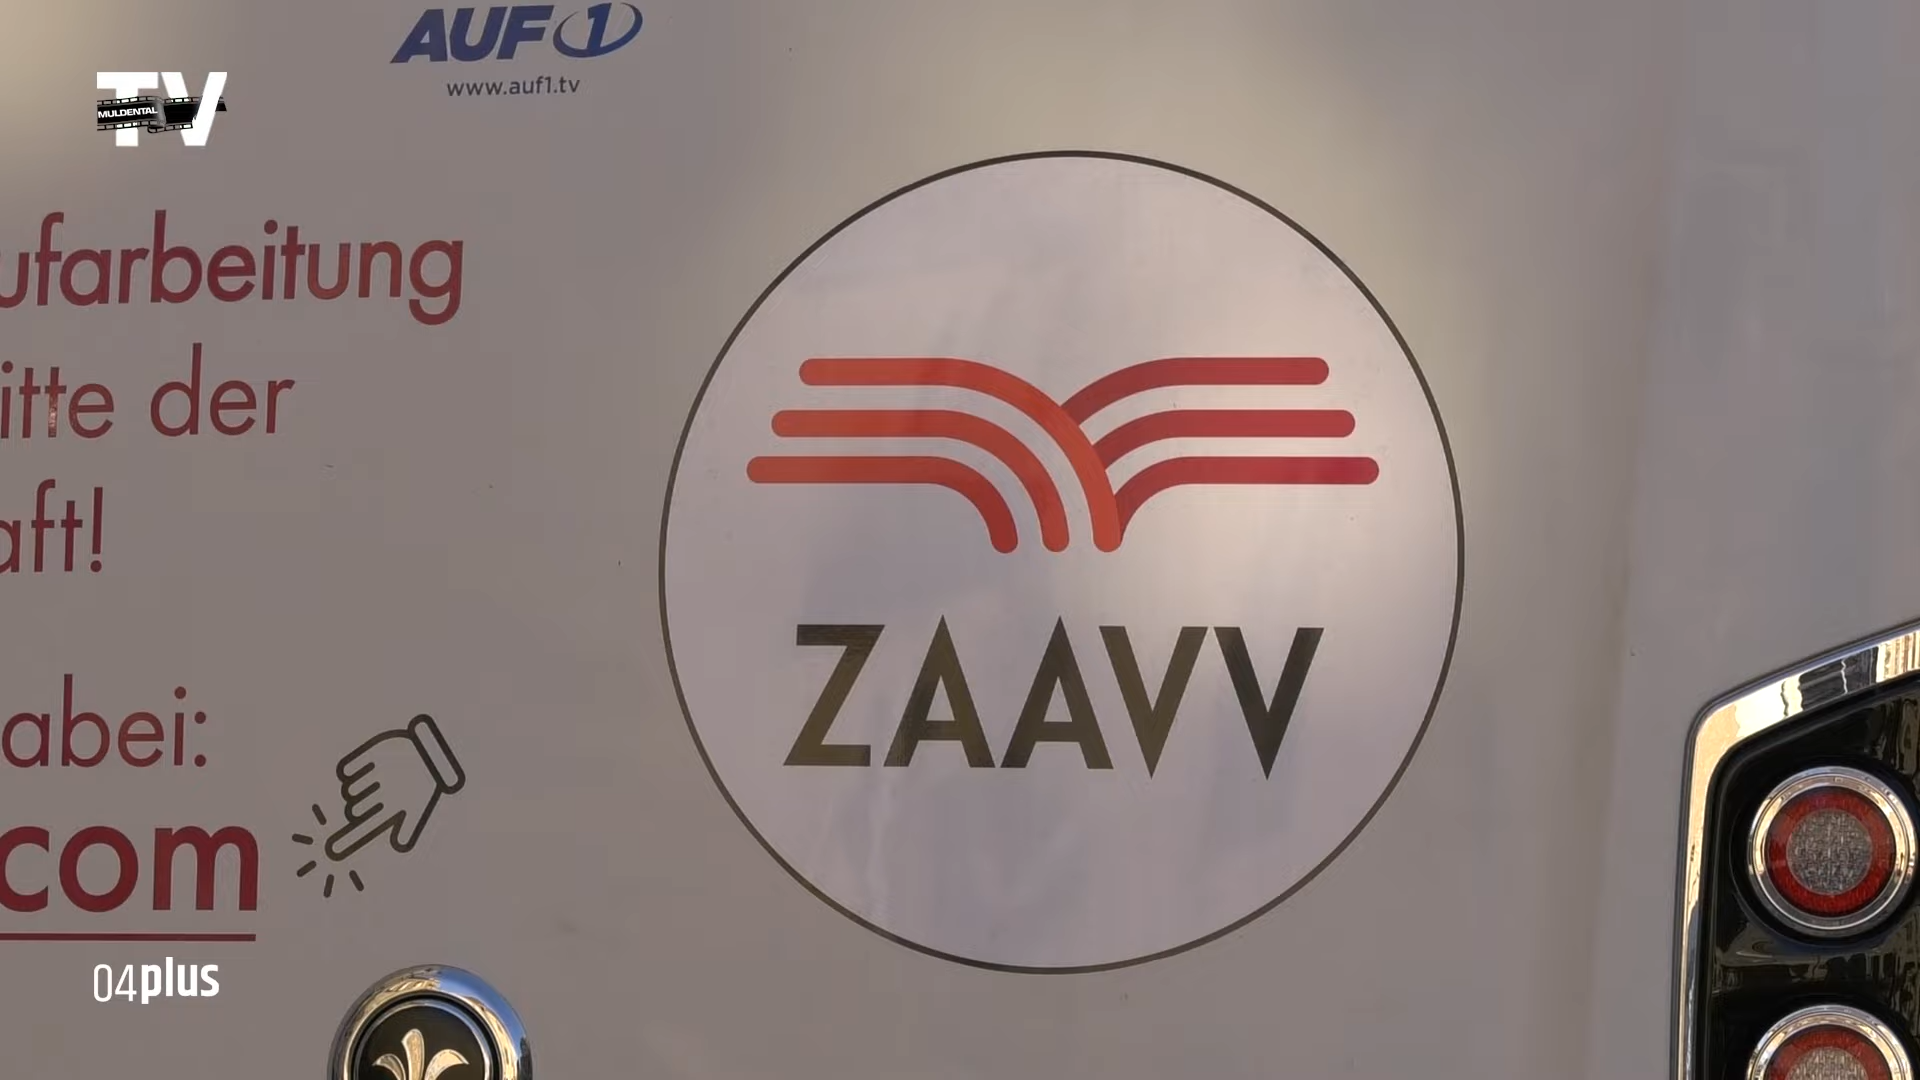 AUF1
www.auf1.tv
TV
MULDENTAL
ufarbeitung
itte der
aft!
abei:
.com
ZAAVV
04plus